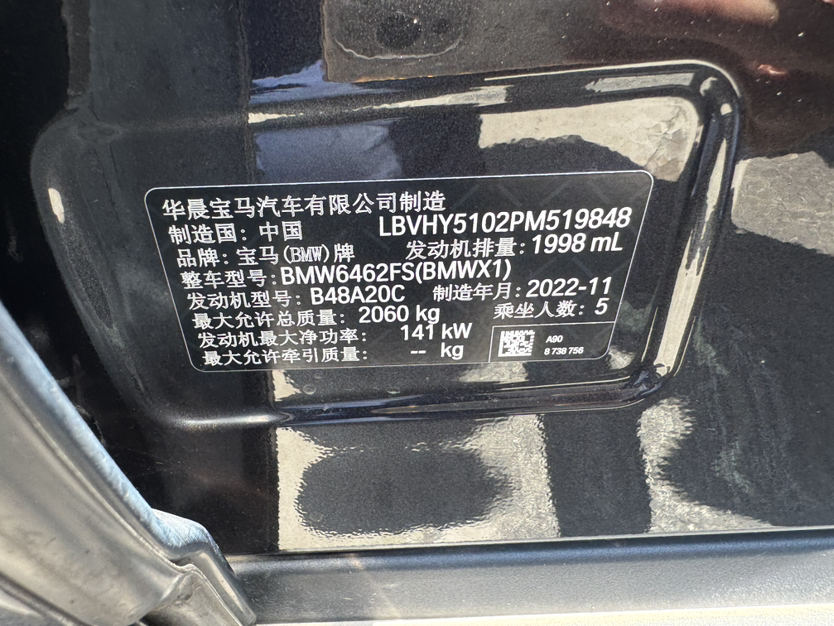 华晨宝马汽车有限公司制造
制造国: 中国 LBVHY5102PM519848
品牌: 宝马(BMW)牌 发动机排量: 1998 mL
整车型号:BMW6462FS(BMWX1)
发动机型号: B48A20C 制造年月: 2022-11
最大允许总质量: 2060 kg 乘坐人数: 5
发动机最大净功率: 141 kW
最大允许牵引质量: -- kg
A90
8 738 756